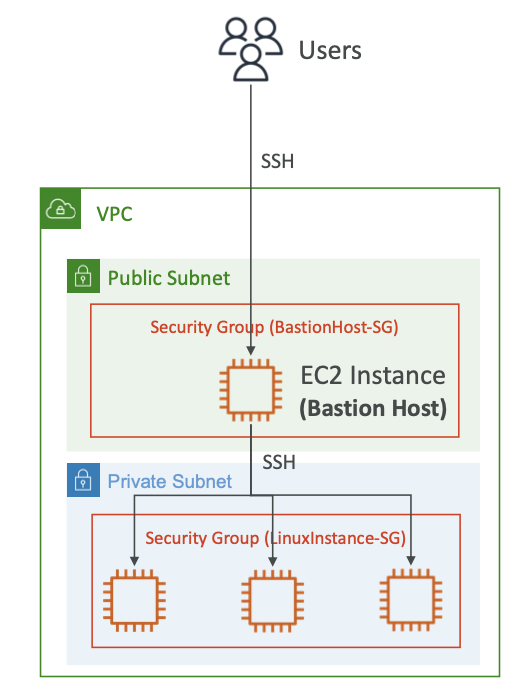 Users
SSH
VPC
Public Subnet
Security Group (BastionHost-SG)
EC2 Instance
(Bastion Host)
SSH
Private Subnet
Security Group (LinuxInstance-SG)